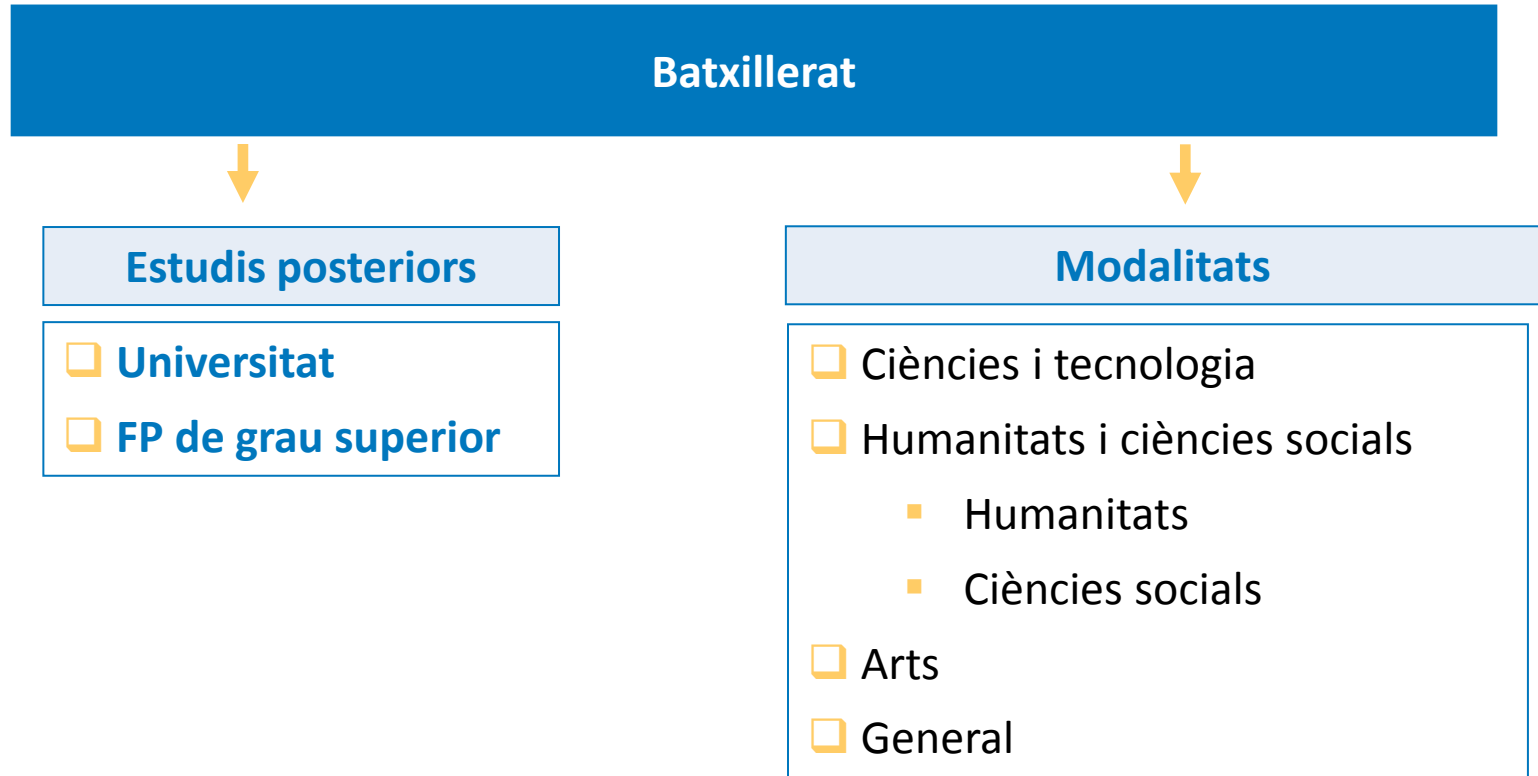 Batxillerat
Estudis posteriors
Universitat
FP de grau superior
Modalitats
Ciències i tecnologia
Humanitats i ciències socials
Humanitats
Ciències socials
Arts
General